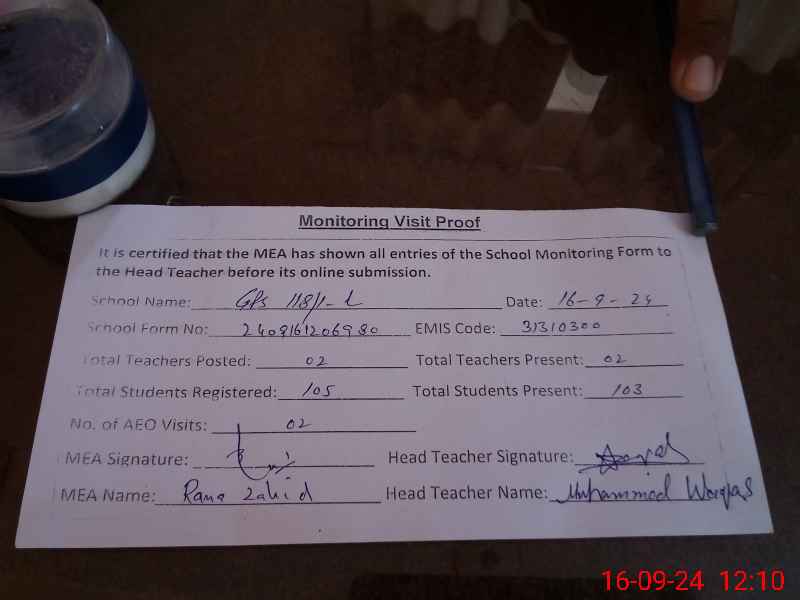 Monitoring Visit Proof
It is certified that the MEA has shown all entries of the School Monitoring Form to
the Head Teacher before its online submission.
School Name: GPS 118/1-L Date: 16-9-24
School Form No: 2409161206980 EMIS Code: 31310300
Total Teachers Posted: 02 Total Teachers Present: 02
Total Students Registered: 105 Total Students Present: 103
No. of AEO Visits: 02
MEA Signature: Head Teacher Signature:
MEA Name: Rana Zahid Head Teacher Name: Muhammad Waqas
16-09-24 12:10